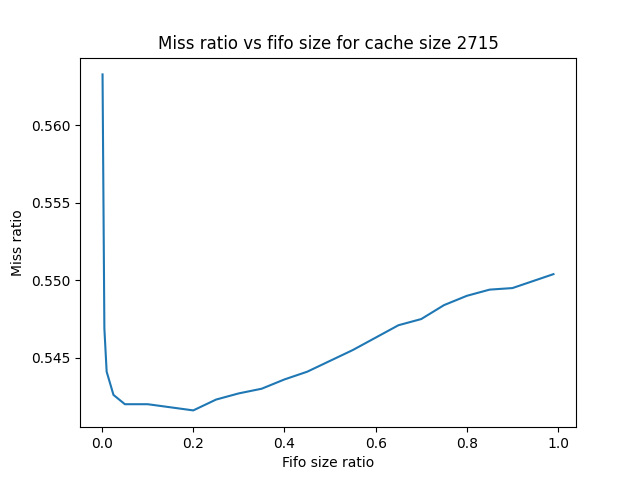 Miss ratio vs fifo size for cache size 2715
Miss ratio
0.560
0.555
0.550
0.545
0.0 0.2 0.4 0.6 0.8 1.0
Fifo size ratio